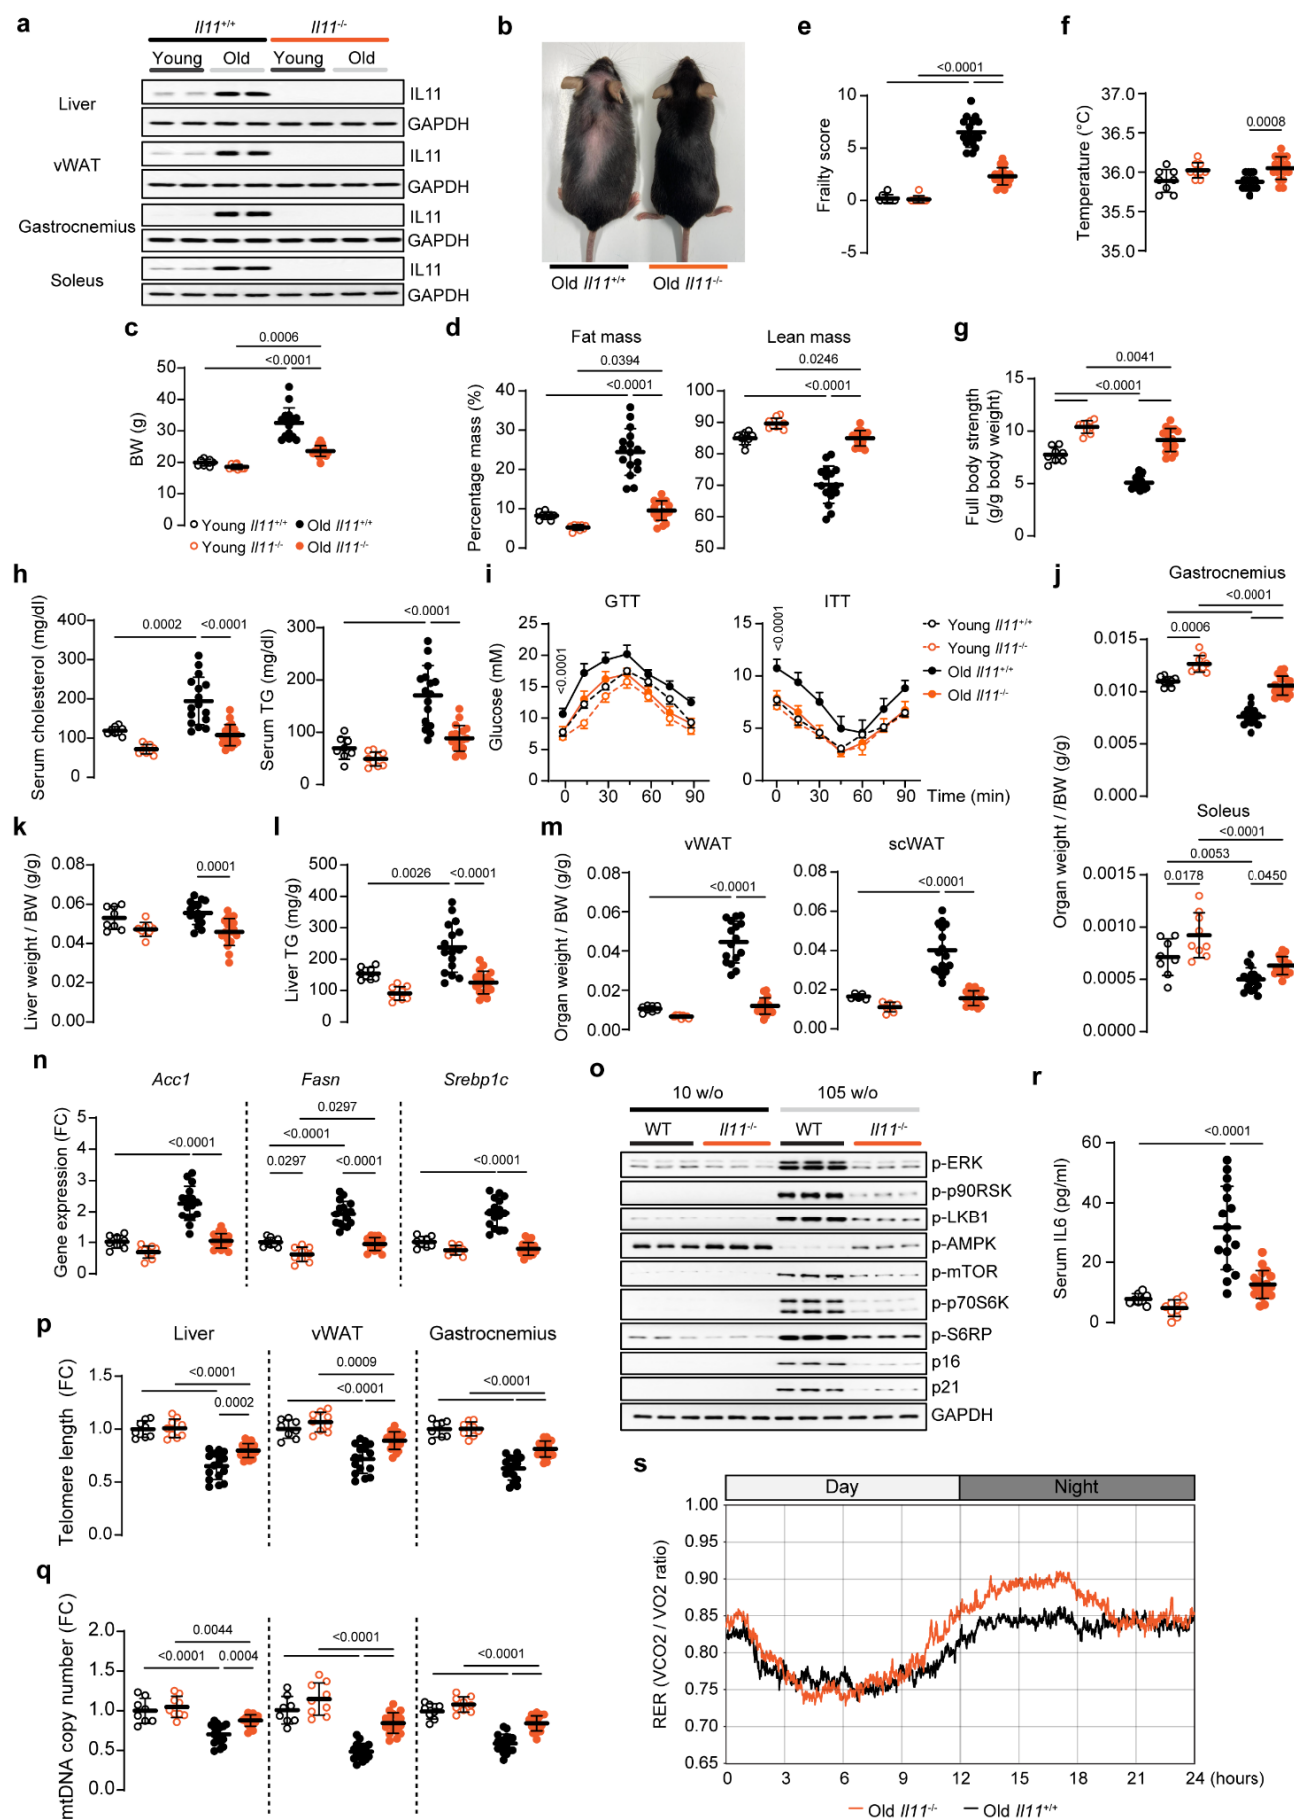 a
Il11+/+
Il11-/-
Young Old Young Old
Liver
IL11
GAPDH
vWAT
IL11
GAPDH
Gastrocnemius
IL11
GAPDH
Soleus
IL11
GAPDH
b
Old Il11+/+ Old Il11-/-
e
<0.0001
Frailty score
10
5
0
-5
f
0.0008
Temperature (°C)
37.0
36.5
36.0
35.5
35.0
c
0.0006
<0.0001
BW (g)
50
40
30
20
10
0
Young Il11+/+ Old Il11+/+
Young Il11-/- Old Il11-/-
d
Fat mass
0.0394
<0.0001
Percentage mass (%)
40
30
20
10
0
Lean mass
0.0246
<0.0001
100
90
80
70
60
50
g
0.0041
<0.0001
Full body strength
(g/g body weight)
15
10
5
0
h
0.0002 <0.0001
Serum cholesterol (mg/dl)
400
300
200
100
0
<0.0001
Serum TG (mg/dl)
300
200
100
0
i
GTT
<0.0001
Glucose (mM)
25
20
15
10
5
0
0 30 60 90
ITT
<0.0001
15
10
5
0
0 30 60 90
Time (min)
Young Il11+/+
Young Il11-/-
Old Il11+/+
Old Il11-/-
j
Gastrocnemius
<0.0001
0.0006
0.015
0.010
0.005
0.000
Organ weight / /BW (g/g)
Soleus
<0.0001
0.0053
0.0178 0.0450
0.0015
0.0010
0.0005
0.0000
k
0.0001
Liver weight / BW (g/g)
0.08
0.06
0.04
0.02
0.00
l
0.0026 <0.0001
Liver TG (mg/g)
500
400
300
200
100
0
m
vWAT
<0.0001
Organ weight / BW (g/g)
0.08
0.06
0.04
0.02
0.00
scWAT
<0.0001
0.08
0.06
0.04
0.02
0.00
n
Acc1 Fasn Srebp1c
<0.0001
0.0297
<0.0001
0.0297 <0.0001
<0.0001
Gene expression (FC)
5
4
3
2
1
0
o
10 w/o 105 w/o
WT Il11-/- WT Il11-/-
p-ERK
p-p90RSK
p-LKB1
p-AMPK
p-mTOR
p-p70S6K
p-S6RP
p16
p21
GAPDH
r
<0.0001
Serum IL6 (pg/ml)
60
40
20
0
p
Liver vWAT Gastrocnemius
<0.0001
0.0002
0.0009
<0.0001
<0.0001
Telomere length (FC)
1.5
1.0
0.5
0.0
q
0.0044
<0.0001 0.0004
<0.0001
<0.0001
mtDNA copy number (FC)
2.0
1.5
1.0
0.5
0.0
s
Day Night
RER (VCO2 / VO2 ratio)
1.00
0.95
0.90
0.85
0.80
0.75
0.70
0.65
0 3 6 9 12 15 18 21 24 (hours)
Old Il11-/- Old Il11+/+